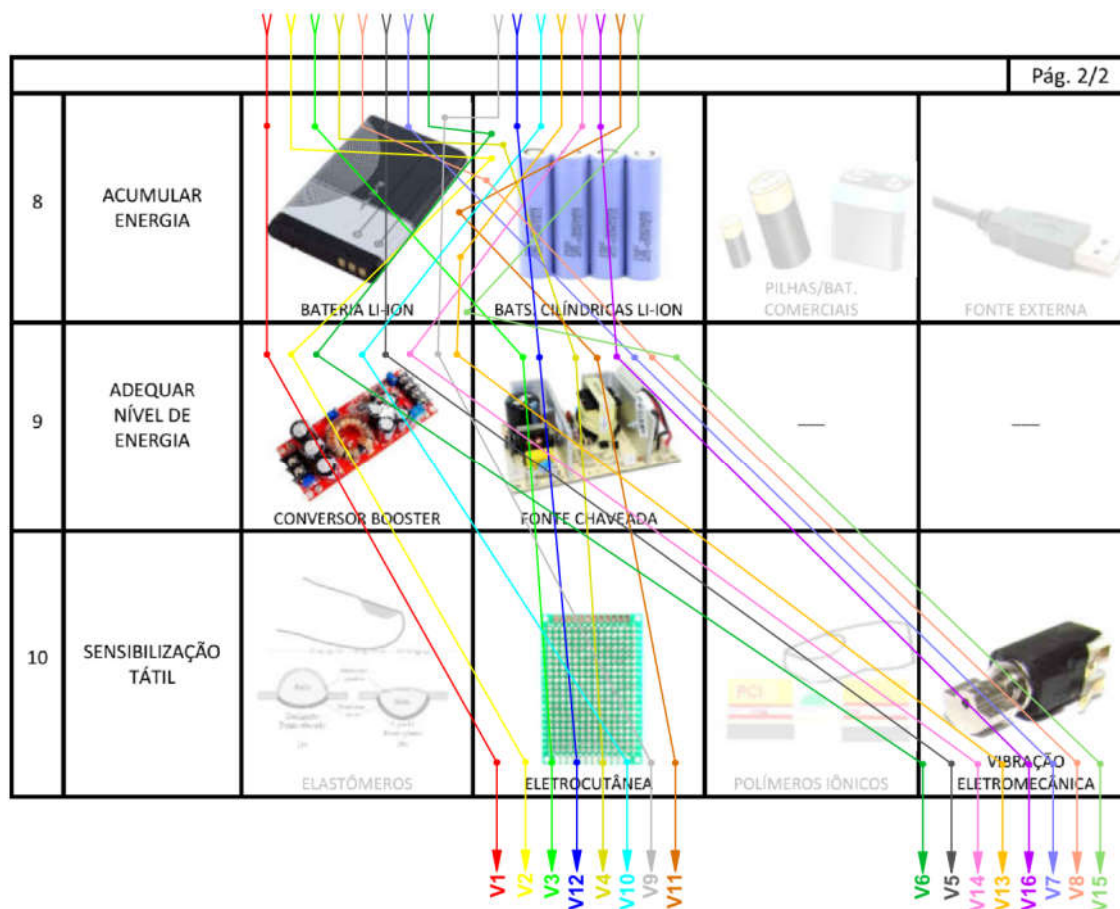 Pág. 2/2
8
ACUMULAR
ENERGIA
BATERIA LI-ION
BATS. CILÍNDRICAS LI-ION
PILHAS/BAT.
COMERCIAIS
FONTE EXTERNA
9
ADEQUAR
NÍVEL DE
ENERGIA
CONVERSOR BOOSTER
FONTE CHAVEADA
—
—
10
SENSIBILIZAÇÃO
TÁTIL
ELASTÔMEROS
ELETROCUTÂNEA
PCI
POLÍMEROS IÔNICOS
VIBRAÇÃO
ELETROMECÂNICA
V1
V2
V3
V12
V4
V10
V9
V11
V6
V5
V14
V13
V16
V7
V8
V15